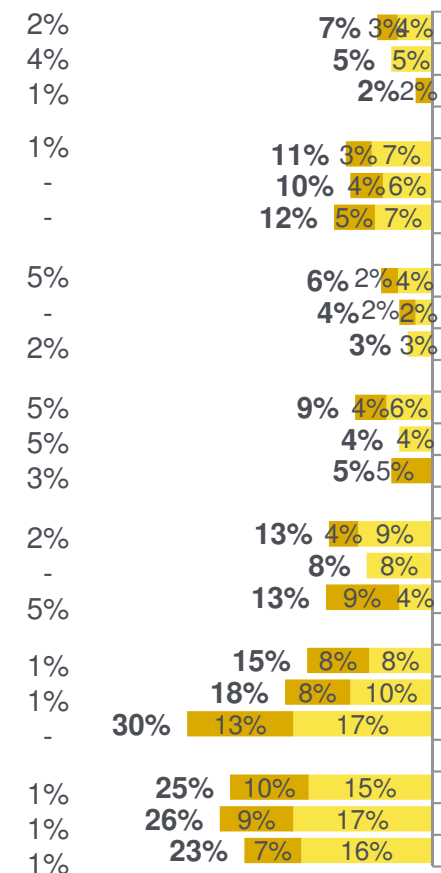 2% 7% 3% 4%
4% 5% 5%
1% 2% 2%
1% 11% 3% 7%
- 10% 4% 6%
- 12% 5% 7%
5% 6% 2% 4%
- 4% 2% 2%
2% 3% 3%
5% 9% 4% 6%
5% 4% 4%
3% 5% 5%
2% 13% 4% 9%
- 8% 8%
5% 13% 9% 4%
1% 15% 8% 8%
1% 18% 8% 10%
- 30% 13% 17%
1% 25% 10% 15%
1% 26% 9% 17%
1% 23% 7% 16%